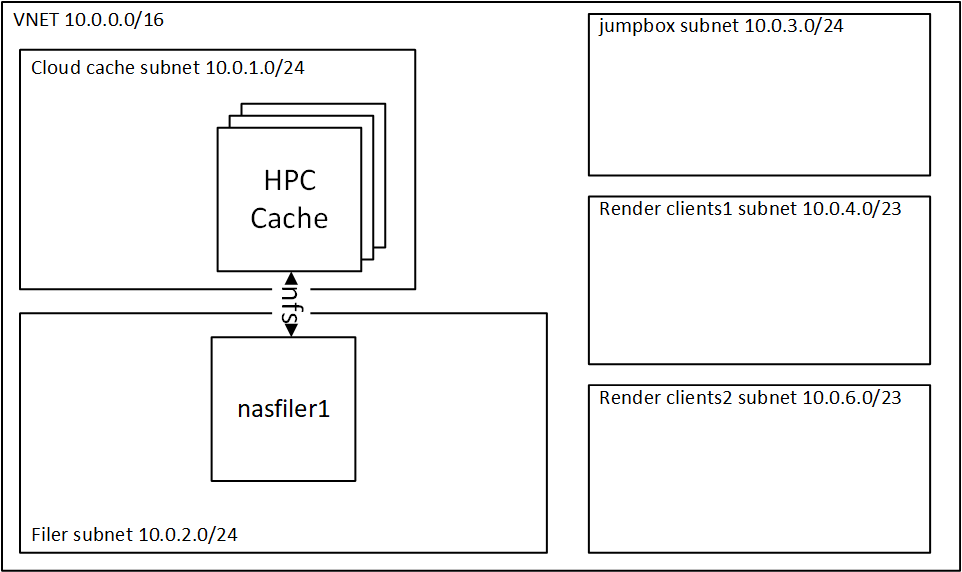 VNET 10.0.0.0/16
Cloud cache subnet 10.0.1.0/24
HPC
Cache
nfs
nasfiler1
Filer subnet 10.0.2.0/24
jumpbox subnet 10.0.3.0/24
Render clients1 subnet 10.0.4.0/23
Render clients2 subnet 10.0.6.0/23